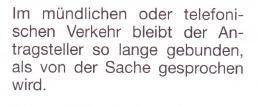 Im mündlichen oder telefoni-
schen Verkehr bleibt der An-
tragsteller so lange gebunden,
als von der Sache gesprochen
wird.